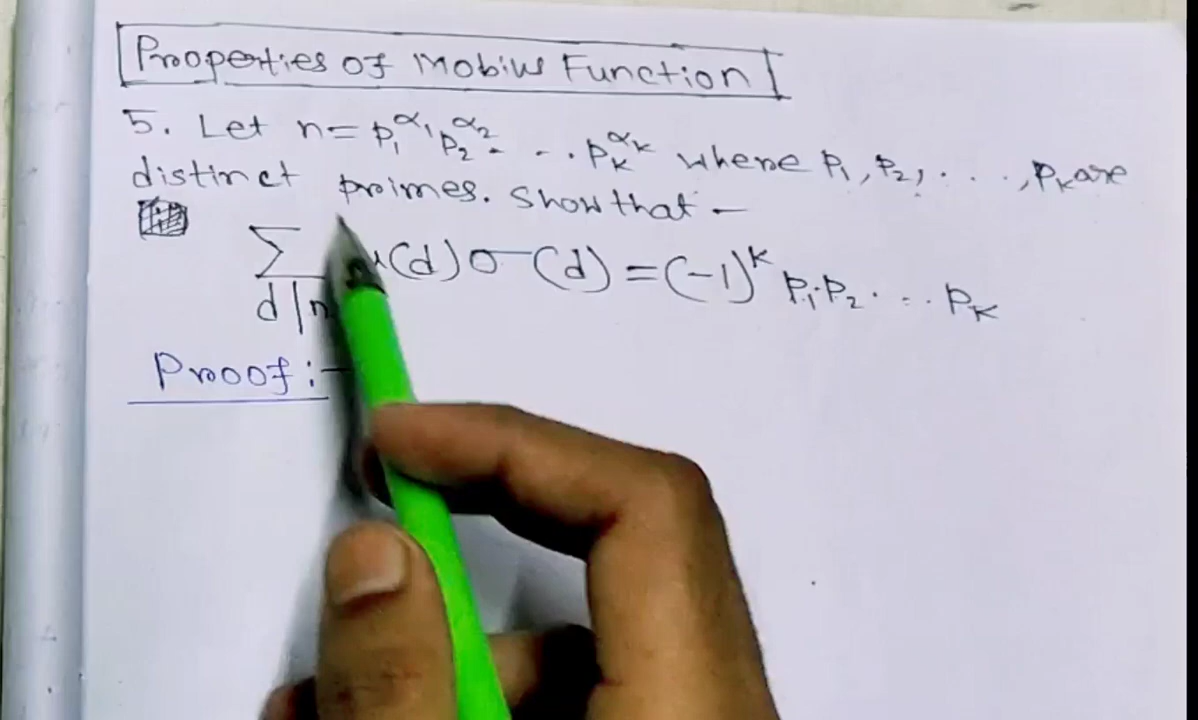 Properties of Mobius Function
5. Let n = p₁^α₁ p₂^α₂ . . . . pₖ^αₖ where p₁, p₂, . . . ., pₖ are
distinct primes. Show that –
∑ (d) σ(d) = (-1)^k p₁.p₂. . . . pₖ
d|n
Proof :-